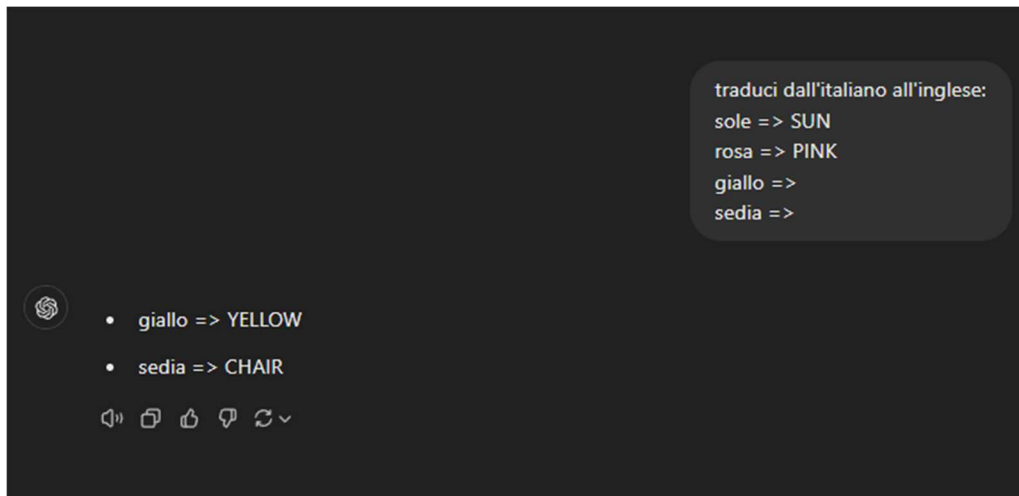 traduci dall'italiano all'inglese:
sole => SUN
rosa => PINK
giallo =>
sedia =>
giallo => YELLOW
sedia => CHAIR